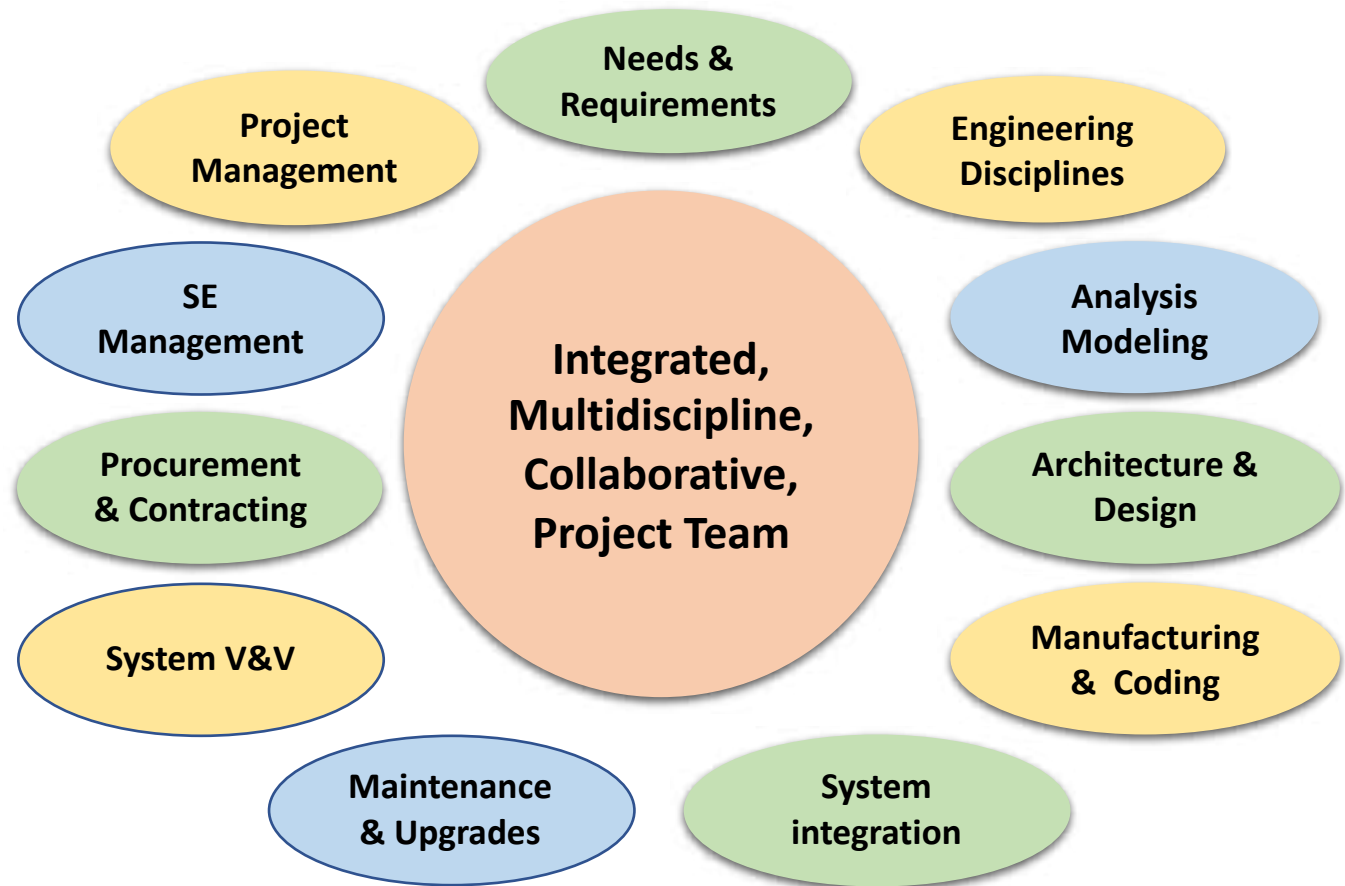 Needs &
Requirements
Project
Management
Engineering
Disciplines
SE
Management
Analysis
Modeling
Integrated,
Multidiscipline,
Collaborative,
Project Team
Procurement
& Contracting
Architecture &
Design
System V&V
Manufacturing
& Coding
Maintenance
& Upgrades
System
integration